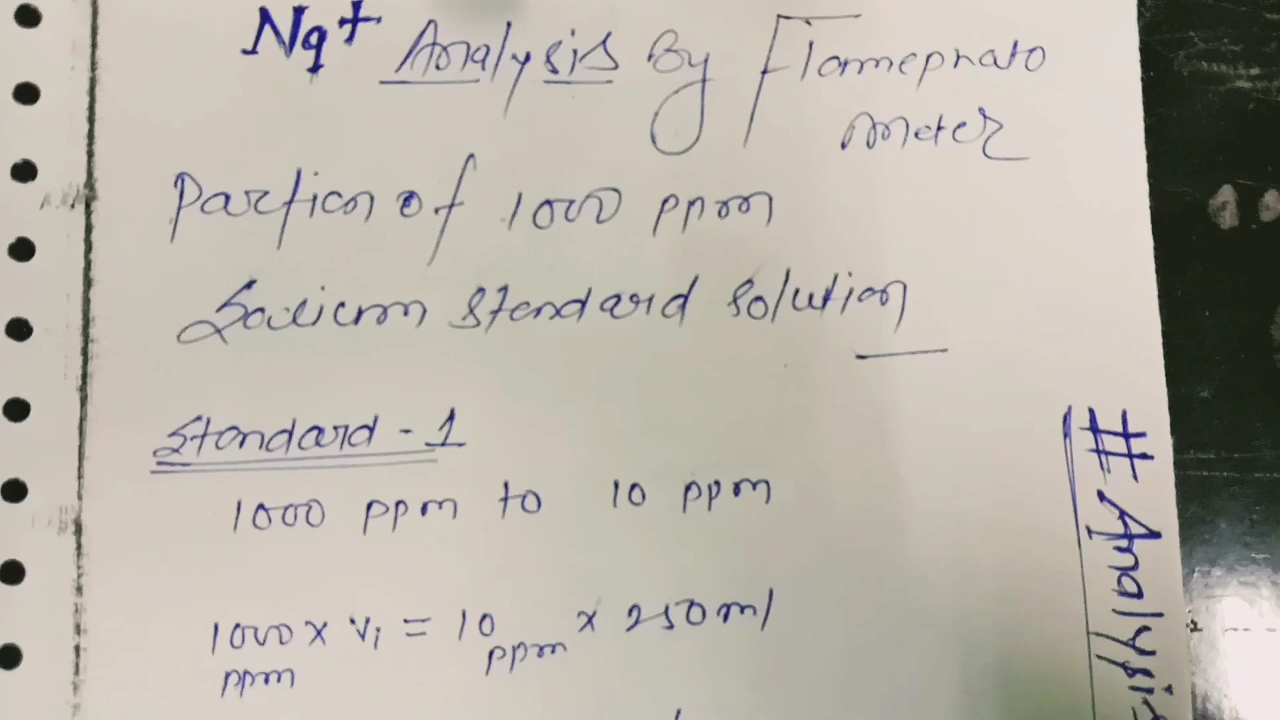 Na+ Analysis By Flamephoto
meter
Partion of 1000 ppm
Sodium Standard Solution
Standard - 1
1000 ppm to 10 ppm
1000 x V1 = 10 x 250 ml
ppm ppm
# Analysis